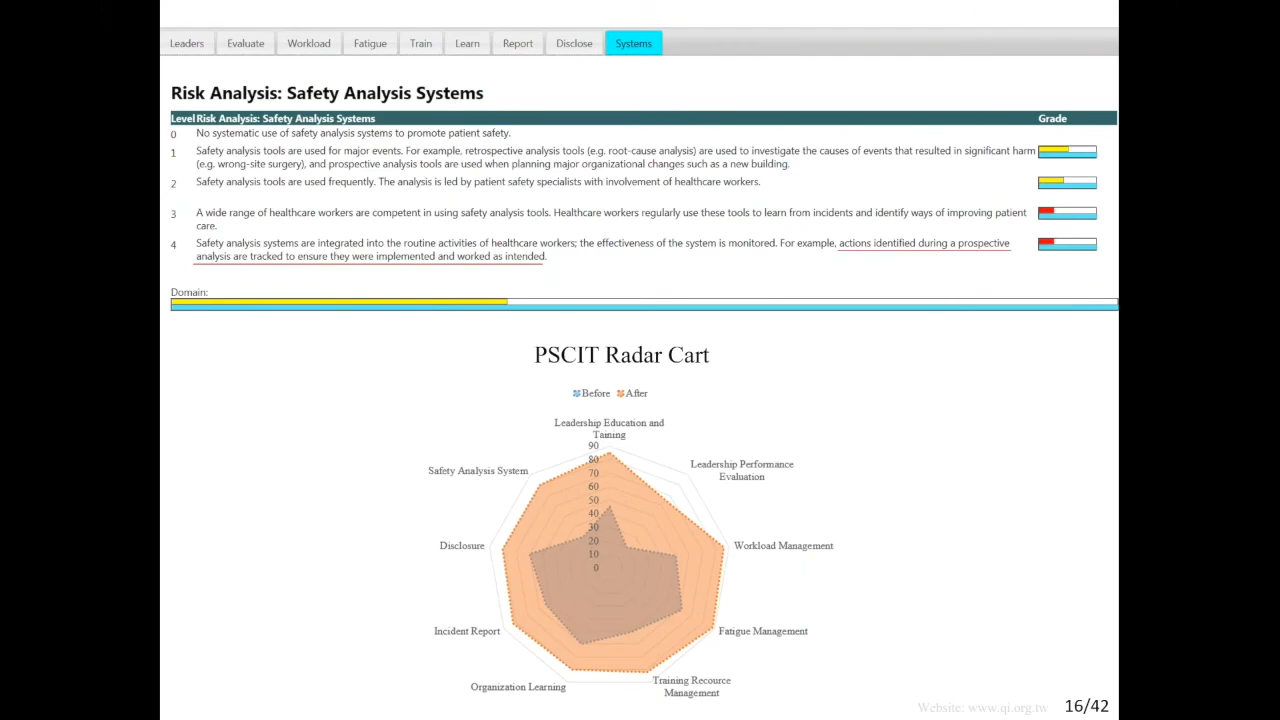 Leaders Evaluate Workload Fatigue Train Learn Report Disclose Systems
Risk Analysis: Safety Analysis Systems
Level Risk Analysis: Safety Analysis Systems Grade
0 No systematic use of safety analysis systems to promote patient safety.
1 Safety analysis tools are used for major events. For example, retrospective analysis tools (e.g. root-cause analysis) are used to investigate the causes of events that resulted in significant harm
(e.g. wrong-site surgery), and prospective analysis tools are used when planning major organizational changes such as a new building.
2 Safety analysis tools are used frequently. The analysis is led by patient safety specialists with involvement of healthcare workers.
3 A wide range of healthcare workers are competent in using safety analysis tools. Healthcare workers regularly use these tools to learn from incidents and identify ways of improving patient
care.
4 Safety analysis systems are integrated into the routine activities of healthcare workers; the effectiveness of the system is monitored. For example, actions identified during a prospective
analysis are tracked to ensure they were implemented and worked as intended.
Domain:
PSCIT Radar Cart
Before After
Leadership Education and
Taming
90
80
70
60
50
40
30
20
10
0
Leadership Performance
Evaluation
Workload Management
Fatigue Management
Training Recource
Management
Organization Learning
Incident Report
Disclosure
Safety Analysis System
Website: www.qi.org.tw
16/42